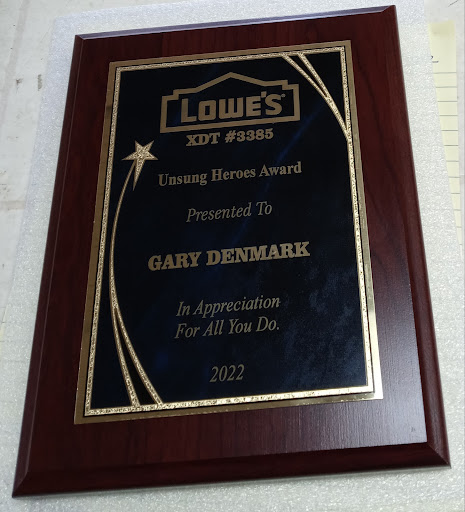 LOWE'S
XDT #3385
Unsung Heroes Award
Presented To
GARY DENMARK
In Appreciation
For All You Do.
2022